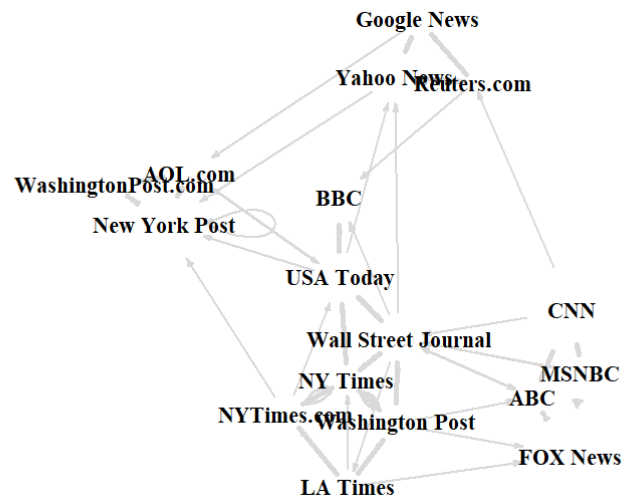 Google News
Yahoo News
Reuters.com
AOL.com
WashingtonPost.com
BBC
New York Post
USA Today
CNN
Wall Street Journal
MSNBC
NY Times
ABC
NYTimes.com
Washington Post
FOX News
LA Times